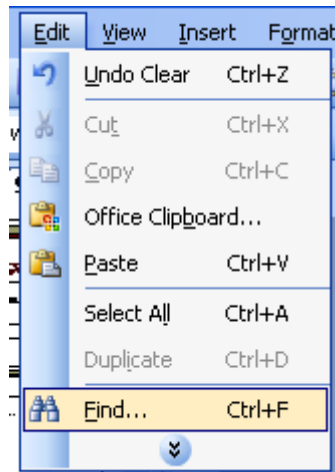 Edit View Insert Format
Undo Clear Ctrl+Z
Cut Ctrl+X
Copy Ctrl+C
Office Clipboard...
Paste Ctrl+V
Select All Ctrl+A
Duplicate Ctrl+D
Find... Ctrl+F